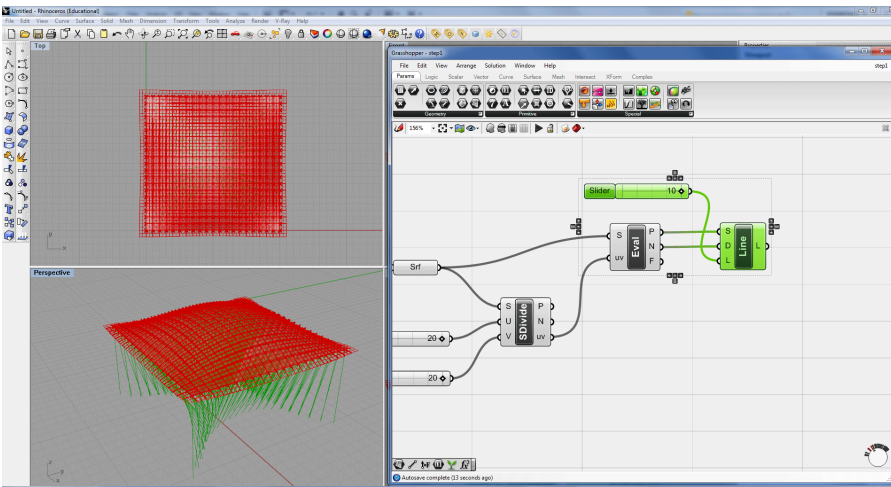 Untitled - Rhinoceros (Educational)
File Edit View Curve Surface Solid Mesh Dimension Transform Tools Analyze Render V-Ray Help
Top
y
x
Perspective
z
y
x
Grasshopper - step1
File Edit View Arrange Solution Window Help
step1
Params Logic Scalar Vector Curve Surface Mesh Intersect XForm Complex
Geometry Primitive Special
156%
Slider 10
S P
N
uv F
Eval
S
D L
L
Line
Srf
S P
U N
V uv
SDivide
20
20
Autosave complete (13 seconds ago)